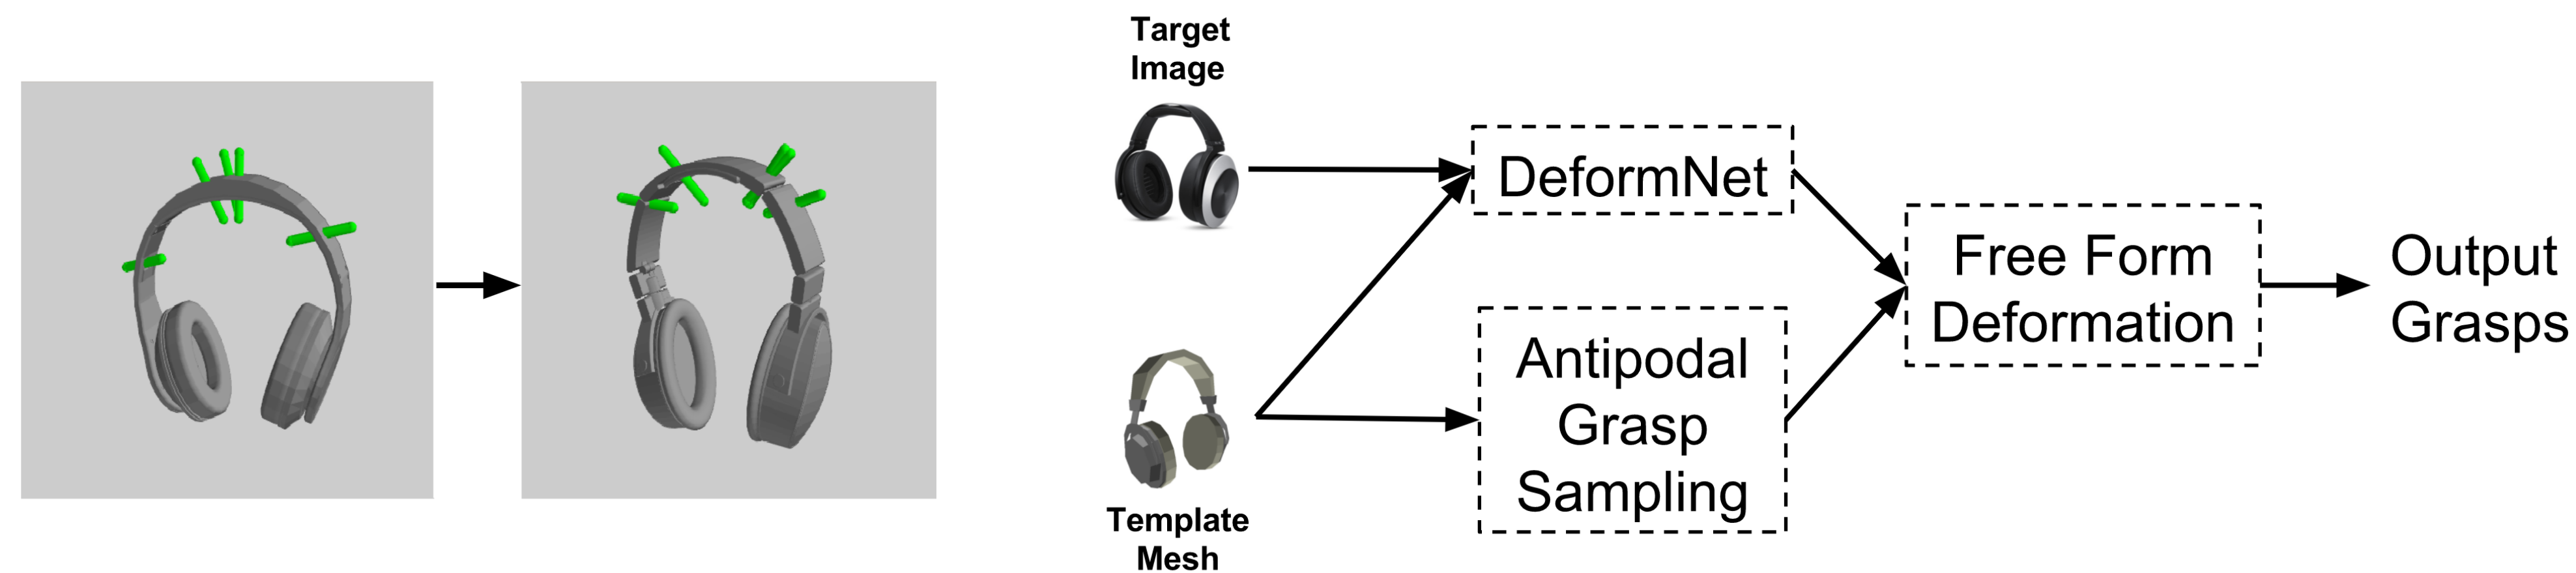 Target
Image
DeformNet
Template
Mesh
Antipodal
Grasp
Sampling
Free Form
Deformation
Output
Grasps